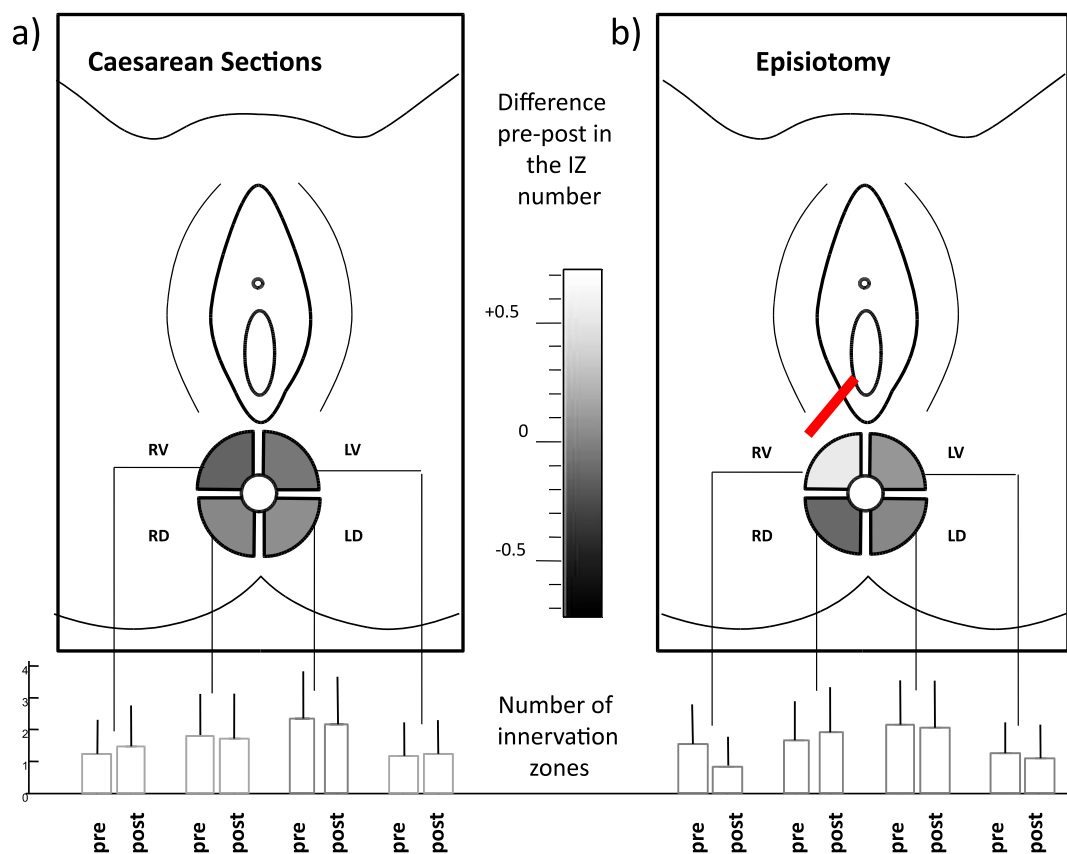 a)
Caesarean Sections
RV
LV
RD
LD
Difference
pre-post in
the IZ
number
+0.5
0
-0.5
b)
Episiotomy
RV
LV
RD
LD
4
3
2
1
0
Number of
innervation
zones
pre
post
pre
post
pre
post
pre
post
pre
post
pre
post
pre
post
pre
post